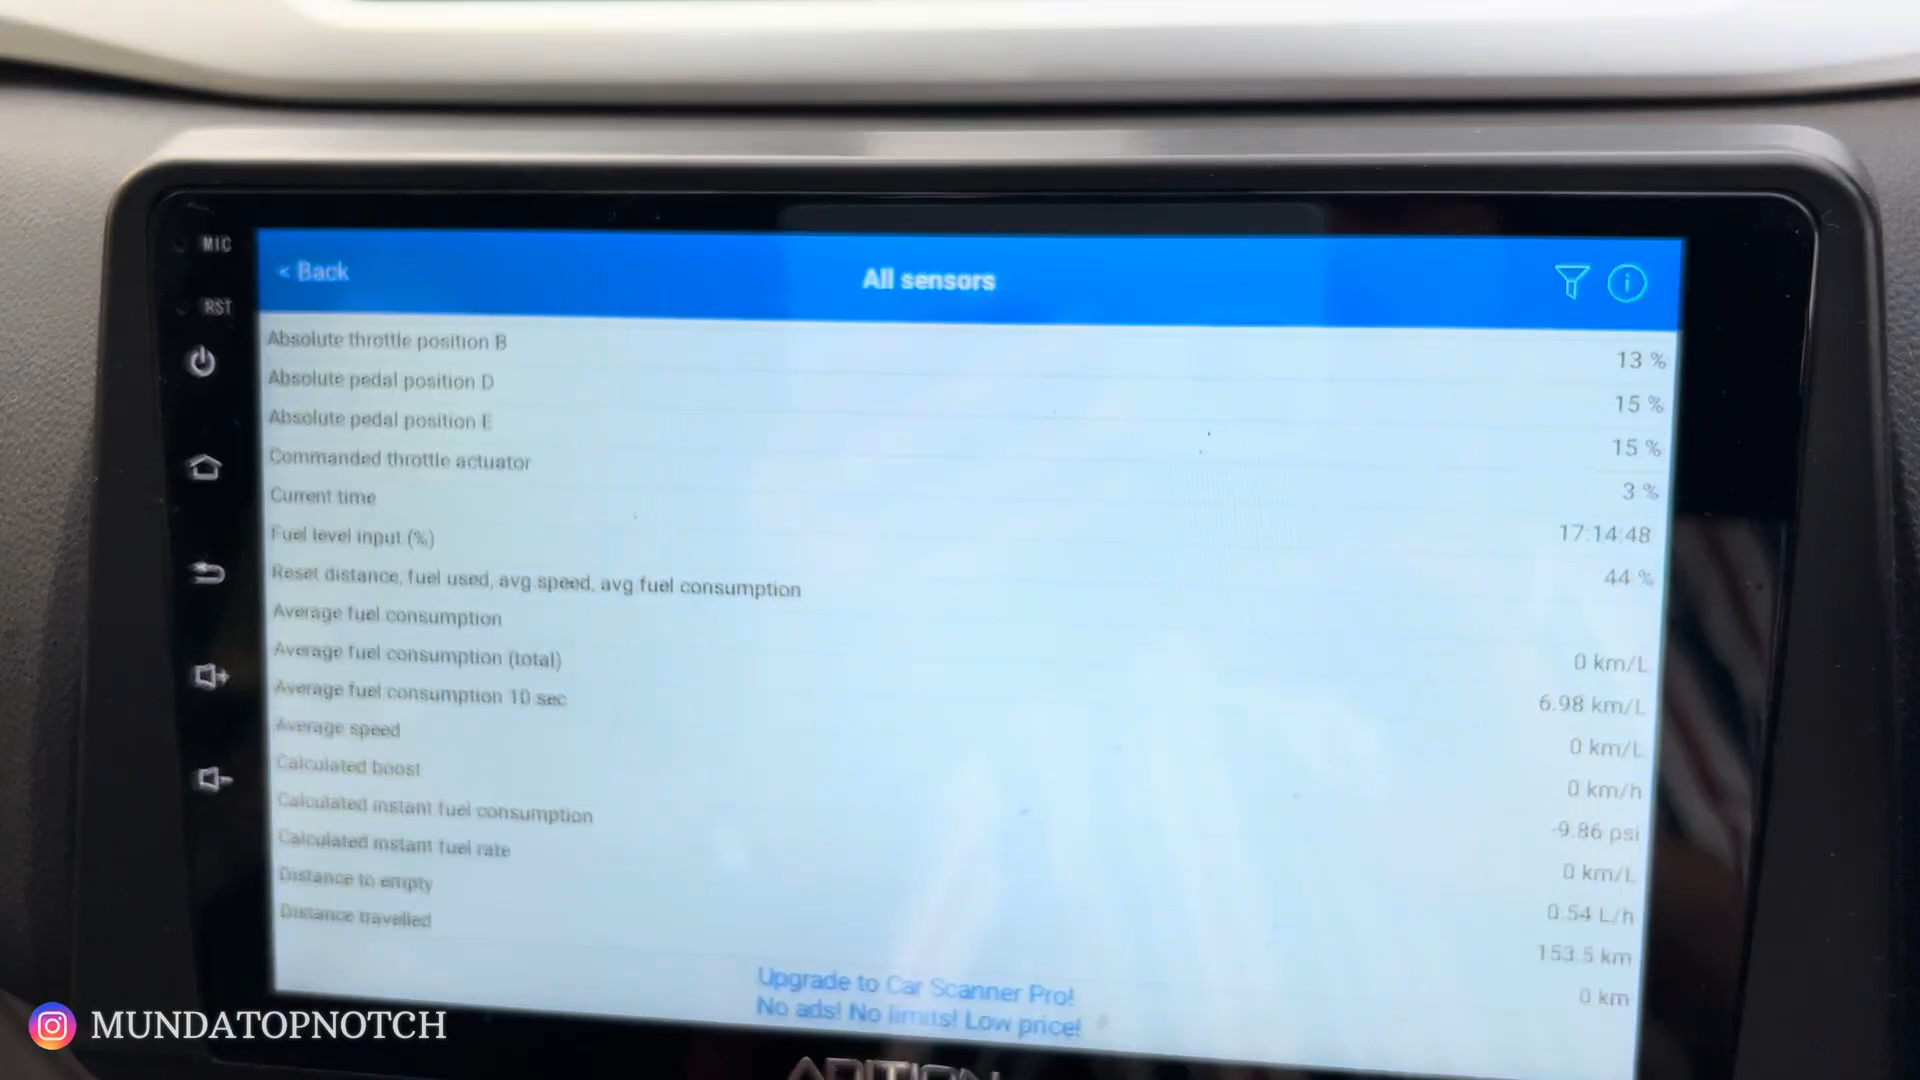 MIC
RST
< Back
All sensors
Absolute throttle position B 13 %
Absolute pedal position D 15 %
Absolute pedal position E 15 %
Commanded throttle actuator 3 %
Current time 17:14:48
Fuel level input (%) 44 %
Reset distance, fuel used, avg speed, avg fuel consumption
Average fuel consumption 0 km/L
Average fuel consumption (total) 6.98 km/L
Average fuel consumption 10 sec 0 km/L
Average speed 0 km/h
Calculated boost -9.86 psi
Calculated instant fuel consumption 0 km/L
Calculated instant fuel rate 0.54 L/h
Distance to empty 153.5 km
Distance travelled 0 km
Upgrade to Car Scanner Pro!
No ads! No limits! Low price!
MUNDATOPNOTCH